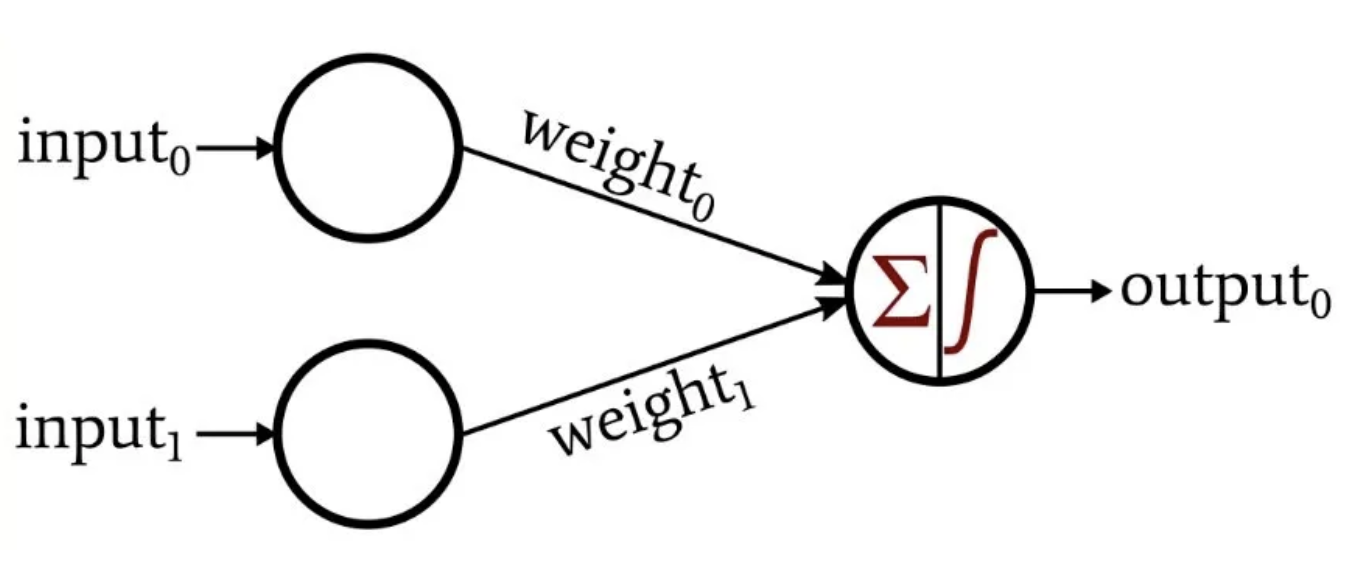 input₀
weight₀
Σ ∫
output₀
input₁
weight₁